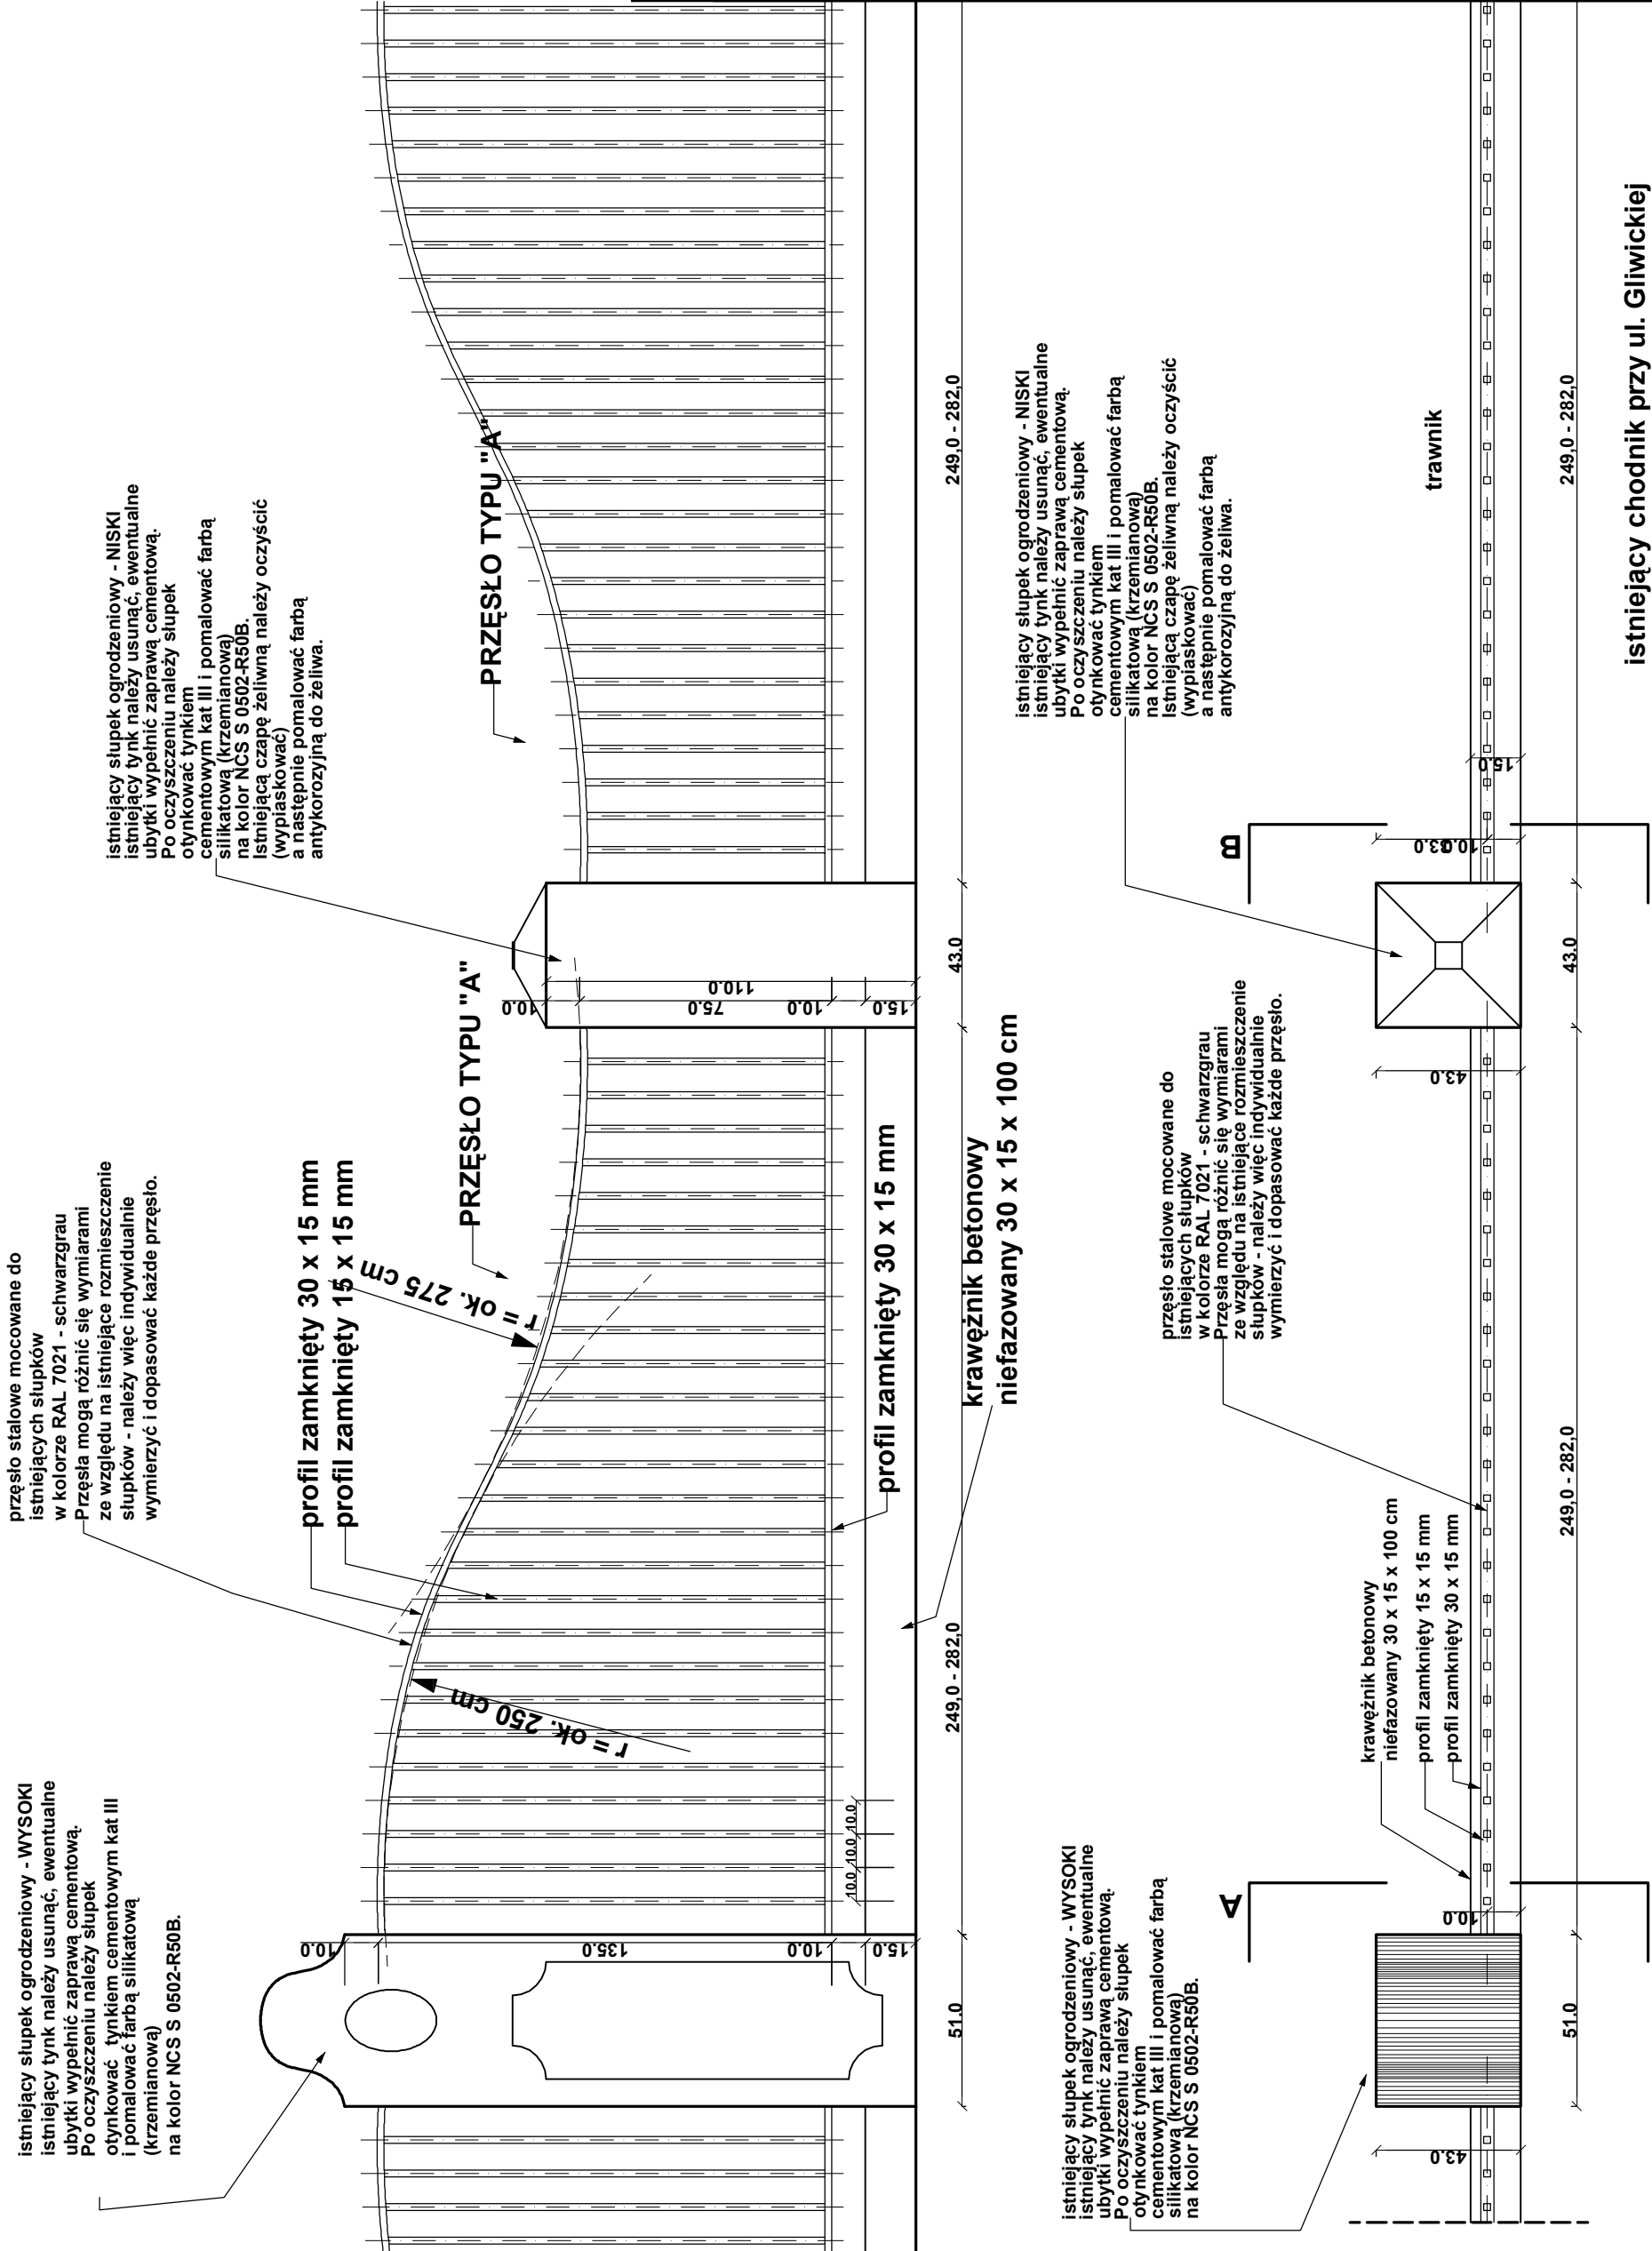 istniejący słupek ogrodzeniowy - WYSOKI
istniejący tynk należy usunąć, ewentualne
ubytki wypełnić zaprawą cementową.
Po oczyszczeniu należy słupek
otynkować tynkiem cementowym kat III
i pomalować farbą silikatową
(krzemianową)
na kolor NCS S 0502-R50B.
przęsło stalowe mocowane do
istniejących słupków
w kolorze RAL 7021 - schwarzgrau
Przęsła mogą różnić się wymiarami
ze względu na istniejące rozmieszczenie
słupków - należy więc indywidualnie
wymierzyć i dopasować każde przęsło.
istniejący słupek ogrodzeniowy - NISKI
istniejący tynk należy usunąć, ewentualne
ubytki wypełnić zaprawą cementową.
Po oczyszczeniu należy słupek
otynkować tynkiem
cementowym kat III i pomalować farbą
silikatową (krzemianową)
na kolor NCS S 0502-R50B.
Istniejącą czapę żeliwną należy oczyścić
(wypiaskować)
a następnie pomalować farbą
antykorozyjną do żeliwa.
profil zamknięty 30 x 15 mm
profil zamknięty 15 x 15 mm
r = ok. 275 cm
r = ok. 250 cm
PRZĘSŁO TYPU "A"
PRZĘSŁO TYPU "A"
10.0
135.0
10.0
15.0
10.0 10.0 10.0
10.0
75.0
10.0
15.0
110.0
profil zamknięty 30 x 15 mm
krawężnik betonowy
niefazowany 30 x 15 x 100 cm
51.0
249,0 - 282,0
43.0
249,0 - 282,0
istniejący słupek ogrodzeniowy - WYSOKI
istniejący tynk należy usunąć, ewentualne
ubytki wypełnić zaprawą cementową.
Po oczyszczeniu należy słupek
otynkować tynkiem
cementowym kat III i pomalować farbą
silikatową (krzemianową)
na kolor NCS S 0502-R50B.
przęsło stalowe mocowane do
istniejących słupków
w kolorze RAL 7021 - schwarzgrau
Przęsła mogą różnić się wymiarami
ze względu na istniejące rozmieszczenie
słupków - należy więc indywidualnie
wymierzyć i dopasować każde przęsło.
istniejący słupek ogrodzeniowy - NISKI
istniejący tynk należy usunąć, ewentualne
ubytki wypełnić zaprawą cementową.
Po oczyszczeniu należy słupek
otynkować tynkiem
cementowym kat III i pomalować farbą
silikatową (krzemianową)
na kolor NCS S 0502-R50B.
Istniejącą czapę żeliwną należy oczyścić
(wypiaskować)
a następnie pomalować farbą
antykorozyjną do żeliwa.
A
B
krawężnik betonowy
niefazowany 30 x 15 x 100 cm
profil zamknięty 15 x 15 mm
profil zamknięty 30 x 15 mm
trawnik
43.0
10.0
43.0
10.0
33.0
15.0
51.0
249,0 - 282,0
43.0
249,0 - 282,0
istniejący chodnik przy ul. Gliwickiej